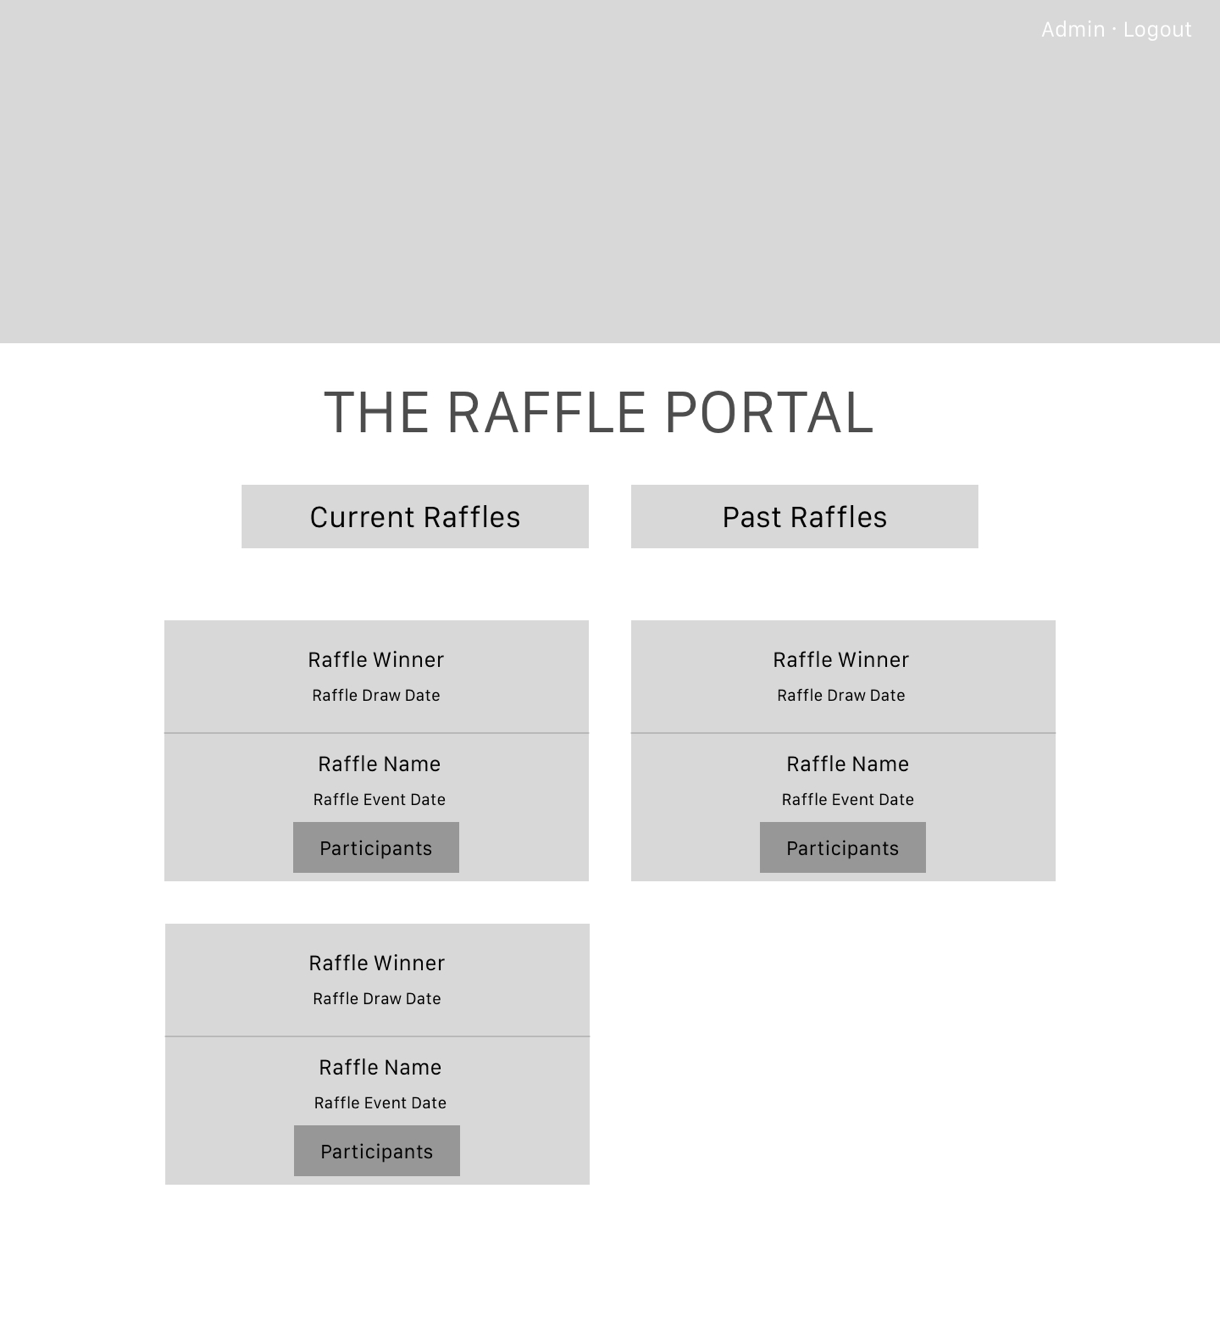 Admin · Logout
THE RAFFLE PORTAL
Current Raffles
Past Raffles
Raffle Winner
Raffle Draw Date
Raffle Name
Raffle Event Date
Participants
Raffle Winner
Raffle Draw Date
Raffle Name
Raffle Event Date
Participants
Raffle Winner
Raffle Draw Date
Raffle Name
Raffle Event Date
Participants